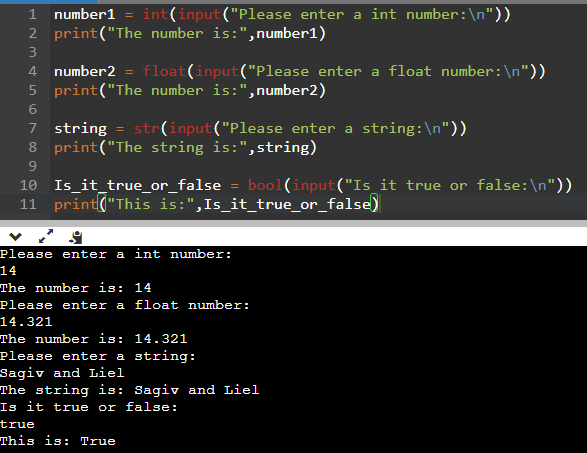 1 number1 = int(input("Please enter a int number:\n"))
2 print("The number is:",number1)
3
4 number2 = float(input("Please enter a float number:\n"))
5 print("The number is:",number2)
6
7 string = str(input("Please enter a string:\n"))
8 print("The string is:",string)
9
10 Is_it_true_or_false = bool(input("Is it true or false:\n"))
11 print("This is:",Is_it_true_or_false)
Please enter a int number:
14
The number is: 14
Please enter a float number:
14.321
The number is: 14.321
Please enter a string:
Sagiv and Liel
The string is: Sagiv and Liel
Is it true or false:
true
This is: True